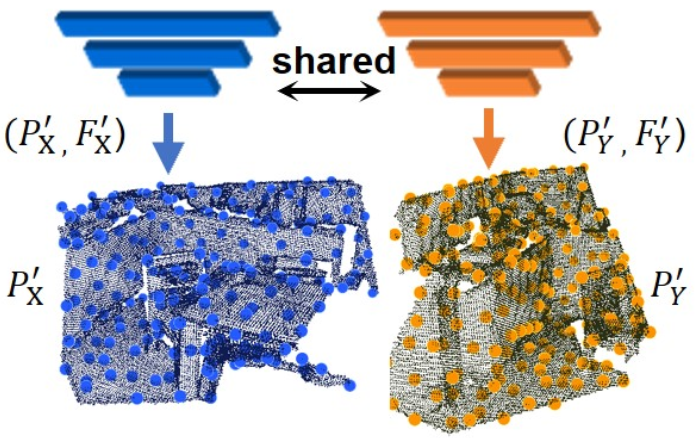 shared
(P′_X, F′_X)
(P′_Y, F′_Y)
P′_X
P′_Y